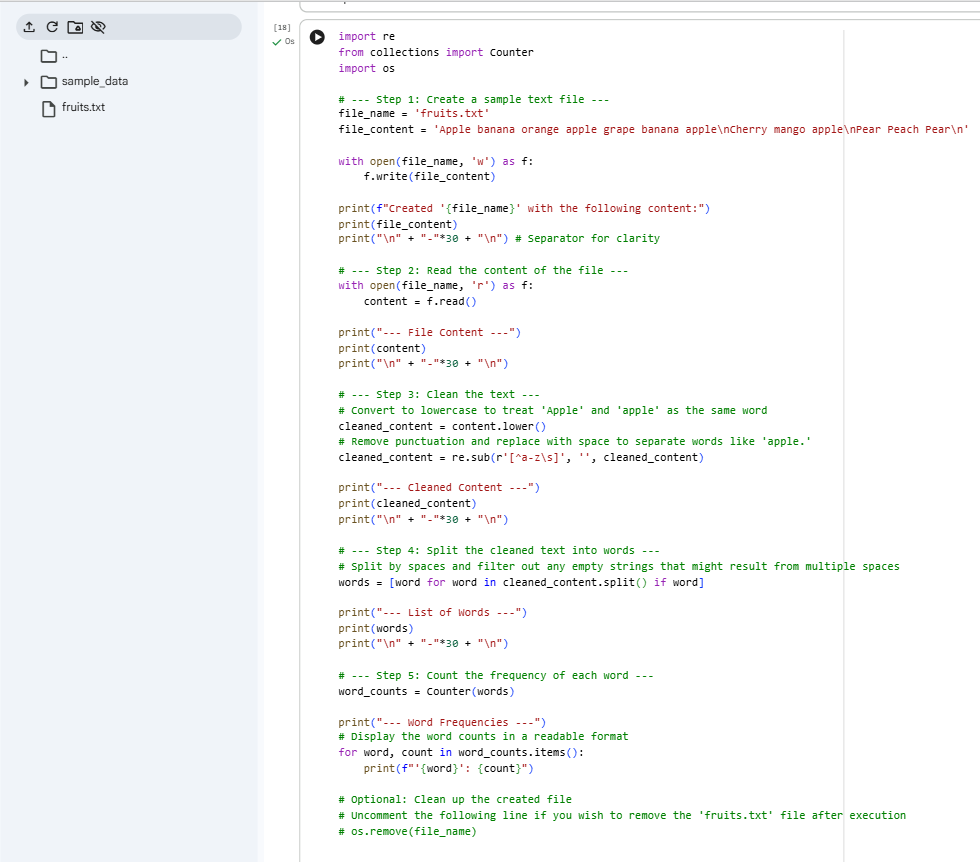 ..
sample_data
fruits.txt
[18]
0s
import re
from collections import Counter
import os
# --- Step 1: Create a sample text file ---
file_name = 'fruits.txt'
file_content = 'Apple banana orange apple grape banana apple\nCherry mango apple\nPear Peach Pear\n'
with open(file_name, 'w') as f:
    f.write(file_content)
print(f"Created '{file_name}' with the following content:")
print(file_content)
print("\n" + "-"*30 + "\n") # Separator for clarity
# --- Step 2: Read the content of the file ---
with open(file_name, 'r') as f:
    content = f.read()
print("--- File Content ---")
print(content)
print("\n" + "-"*30 + "\n")
# --- Step 3: Clean the text ---
# Convert to lowercase to treat 'Apple' and 'apple' as the same word
cleaned_content = content.lower()
# Remove punctuation and replace with space to separate words like 'apple.'
cleaned_content = re.sub(r'[^a-z\s]', '', cleaned_content)
print("--- Cleaned Content ---")
print(cleaned_content)
print("\n" + "-"*30 + "\n")
# --- Step 4: Split the cleaned text into words ---
# Split by spaces and filter out any empty strings that might result from multiple spaces
words = [word for word in cleaned_content.split() if word]
print("--- List of Words ---")
print(words)
print("\n" + "-"*30 + "\n")
# --- Step 5: Count the frequency of each word ---
word_counts = Counter(words)
print("--- Word Frequencies ---")
# Display the word counts in a readable format
for word, count in word_counts.items():
    print(f"'{word}': {count}")
# Optional: Clean up the created file
# Uncomment the following line if you wish to remove the 'fruits.txt' file after execution
# os.remove(file_name)